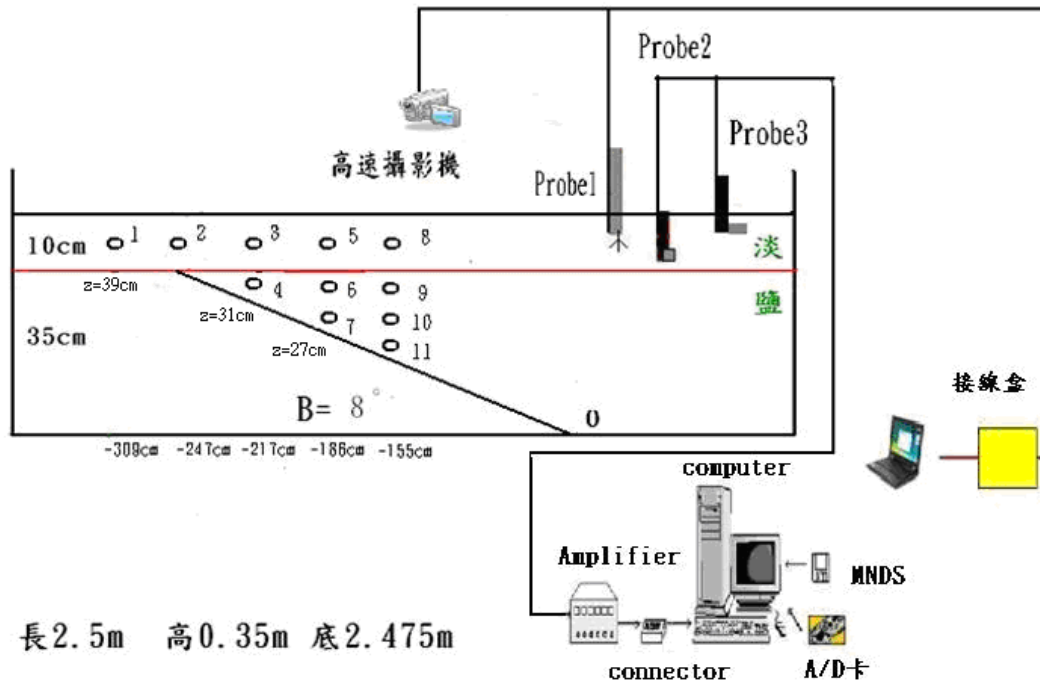 Probe2
Probe3
高速攝影機
Probe1
10cm
1
2
3
5
8
淡
z=39cm
4
6
9
鹽
z=31cm
7
10
35cm
z=27cm
11
B= 8°
O
接線盒
-309cm -247cm -217cm -186cm -155cm
computer
Amplifier
MNDS
長2.5m 高0.35m 底2.475m
connector
A/D卡